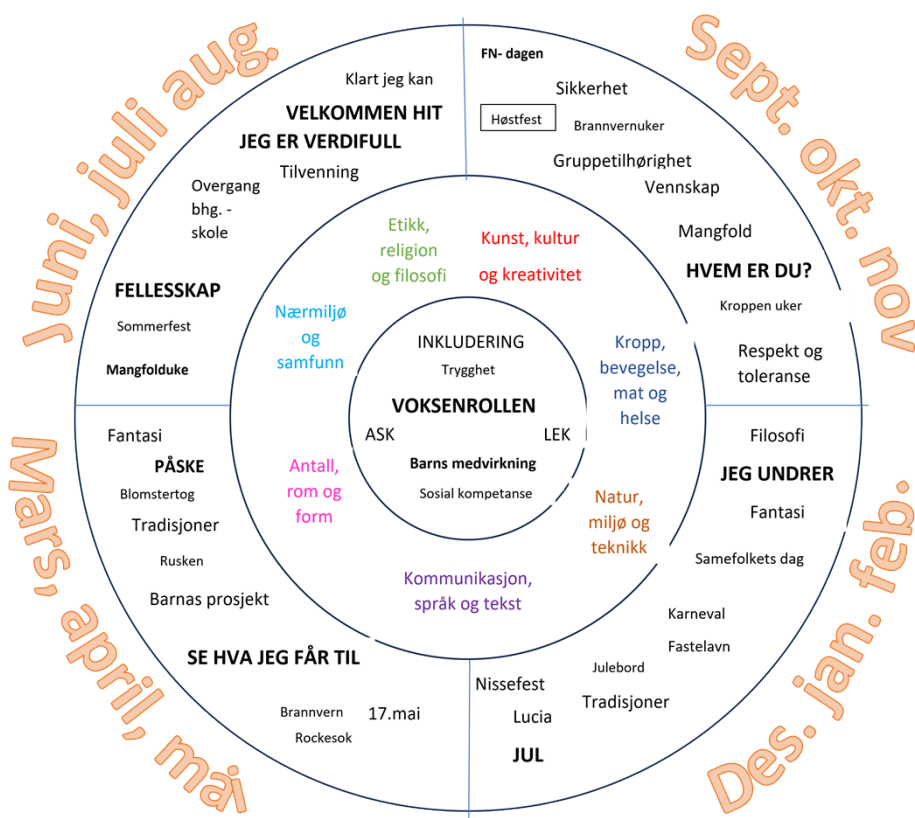 Juni, juli aug.
Klart jeg kan
VELKOMMEN HIT
JEG ER VERDIFULL
Tilvenning
Overgang
bhg. -
skole
FELLESSKAP
Sommerfest
Mangfolduke
Sept. okt. nov
FN- dagen
Sikkerhet
Høstfest
Brannvernuker
Gruppetilhørighet
Vennskap
Mangfold
HVEM ER DU?
Kroppen uker
Respekt og
toleranse
Des. jan. feb.
Filosofi
JEG UNDRER
Fantasi
Samefolkets dag
Karneval
Fastelavn
Julebord
Tradisjoner
Nissefest
Lucia
JUL
Mars, april, mai
Fantasi
PÅSKE
Blomstertog
Tradisjoner
Rusken
Barnas prosjekt
SE HVA JEG FÅR TIL
Brannvern
17.mai
Rockesok
Etikk,
religion
og filosofi
Kunst, kultur
og kreativitet
Kropp,
bevegelse,
mat og
helse
Natur,
miljø og
teknikk
Kommunikasjon,
språk og tekst
Antall,
rom og
form
Nærmiljø
og
samfunn
INKLUDERING
Trygghet
VOKSENROLLEN
ASK LEK
Barns medvirkning
Sosial kompetanse